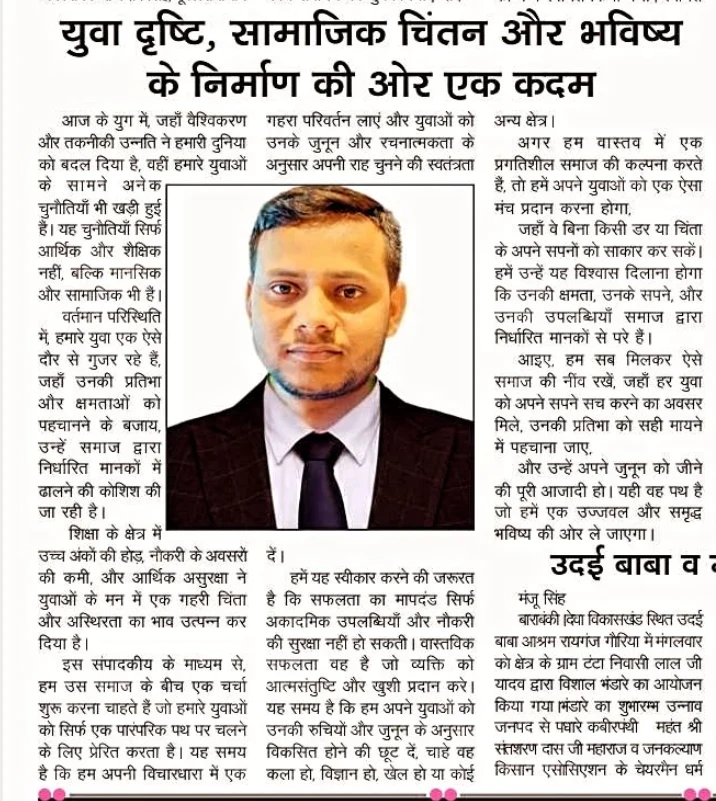 युवा दृष्टि, सामाजिक चिंतन और भविष्य
के निर्माण की ओर एक कदम
आज के युग में, जहाँ वैश्विकरण
और तकनीकी उन्नति ने हमारी दुनिया
को बदल दिया है, वहीं हमारे युवाओं
के सामने अनेक
चुनौतियाँ भी खड़ी हुई
हैं। यह चुनौतियाँ सिर्फ
आर्थिक और शैक्षिक
नहीं, बल्कि मानसिक
और सामाजिक भी हैं।
वर्तमान परिस्थिति
में, हमारे युवा एक ऐसे
दौर से गुजर रहे हैं,
जहाँ उनकी प्रतिभा
और क्षमताओं को
पहचानने के बजाय,
उन्हें समाज द्वारा
निर्धारित मानकों में
ढालने की कोशिश की
जा रही है।
शिक्षा के क्षेत्र में
उच्च अंकों की होड़, नौकरी के अवसरों
की कमी, और आर्थिक असुरक्षा ने
युवाओं के मन में एक गहरी चिंता
और अस्थिरता का भाव उत्पन्न कर
दिया है।
इस संपादकीय के माध्यम से,
हम उस समाज के बीच एक चर्चा
शुरू करना चाहते हैं जो हमारे युवाओं
को सिर्फ एक पारंपरिक पथ पर चलने
के लिए प्रेरित करता है। यह समय
है कि हम अपनी विचारधारा में एक
गहरा परिवर्तन लाएं और युवाओं को
उनके जुनून और रचनात्मकता के
अनुसार अपनी राह चुनने की स्वतंत्रता
दें।
हमें यह स्वीकार करने की जरूरत
है कि सफलता का मापदंड सिर्फ
अकादमिक उपलब्धियाँ और नौकरी
की सुरक्षा नहीं हो सकती। वास्तविक
सफलता वह है जो व्यक्ति को
आत्मसंतुष्टि और खुशी प्रदान करे।
यह समय है कि हम अपने युवाओं को
उनकी रुचियों और जुनून के अनुसार
विकसित होने की छूट दें, चाहे वह
कला हो, विज्ञान हो, खेल हो या कोई
अन्य क्षेत्र।
अगर हम वास्तव में एक
प्रगतिशील समाज की कल्पना करते
हैं, तो हमें अपने युवाओं को एक ऐसा
मंच प्रदान करना होगा,
जहाँ वे बिना किसी डर या चिंता
के अपने सपनों को साकार कर सकें।
हमें उन्हें यह विश्वास दिलाना होगा
कि उनकी क्षमता, उनके सपने, और
उनकी उपलब्धियाँ समाज द्वारा
निर्धारित मानकों से परे हैं।
आइए, हम सब मिलकर ऐसे
समाज की नींव रखें, जहाँ हर युवा
को अपने सपने सच करने का अवसर
मिले, उनकी प्रतिभा को सही मायने
में पहचाना जाए,
और उन्हें अपने जुनून को जीने
की पूरी आजादी हो। यही वह पथ है
जो हमें एक उज्जवल और समृद्ध
भविष्य की ओर ले जाएगा।
उदई बाबा व
मंजू सिंह
बाराबंकी।देवा विकासखंड स्थित उदई
बाबा आश्रम रायगंज गौरिया में मंगलवार
को क्षेत्र के ग्राम टंटा निवासी लाल जी
यादव द्वारा विशाल भंडारे का आयोजन
किया गया।भंडारे का शुभारम्भ उन्नाव
जनपद से पधारे कबीरपंथी महंत श्री
संतशरण दास जी महाराज व जनकल्याण
किसान एसोसिएशन के चेयरमैन धर्म